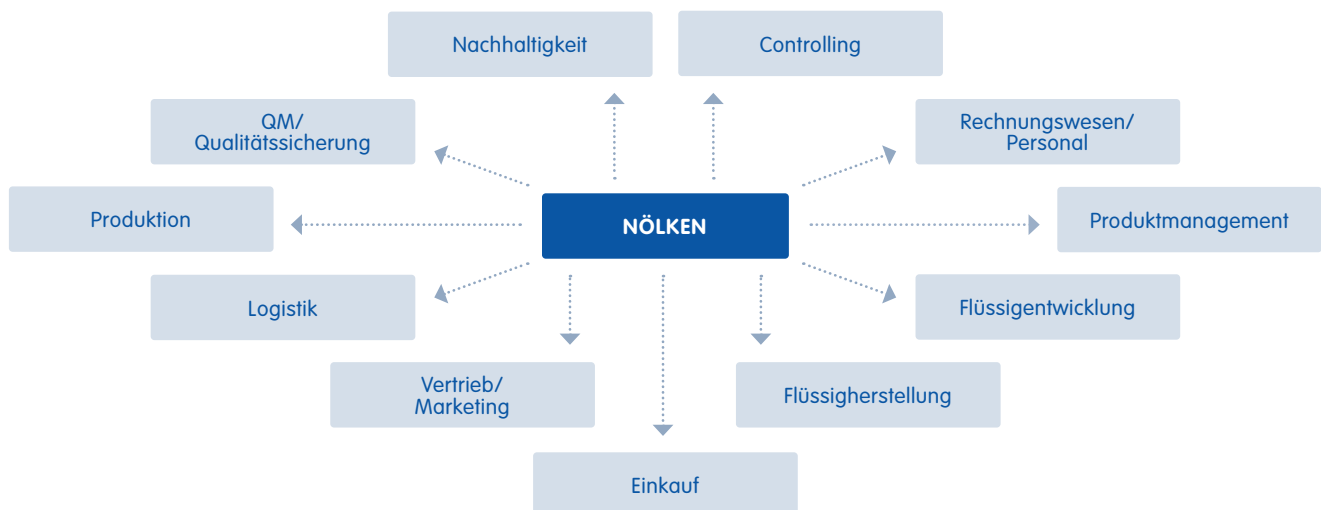 Nachhaltigkeit
Controlling
QM/
Qualitätssicherung
Rechnungswesen/
Personal
Produktion
NÖLKEN
Produktmanagement
Logistik
Flüssigentwicklung
Vertrieb/
Marketing
Flüssigherstellung
Einkauf